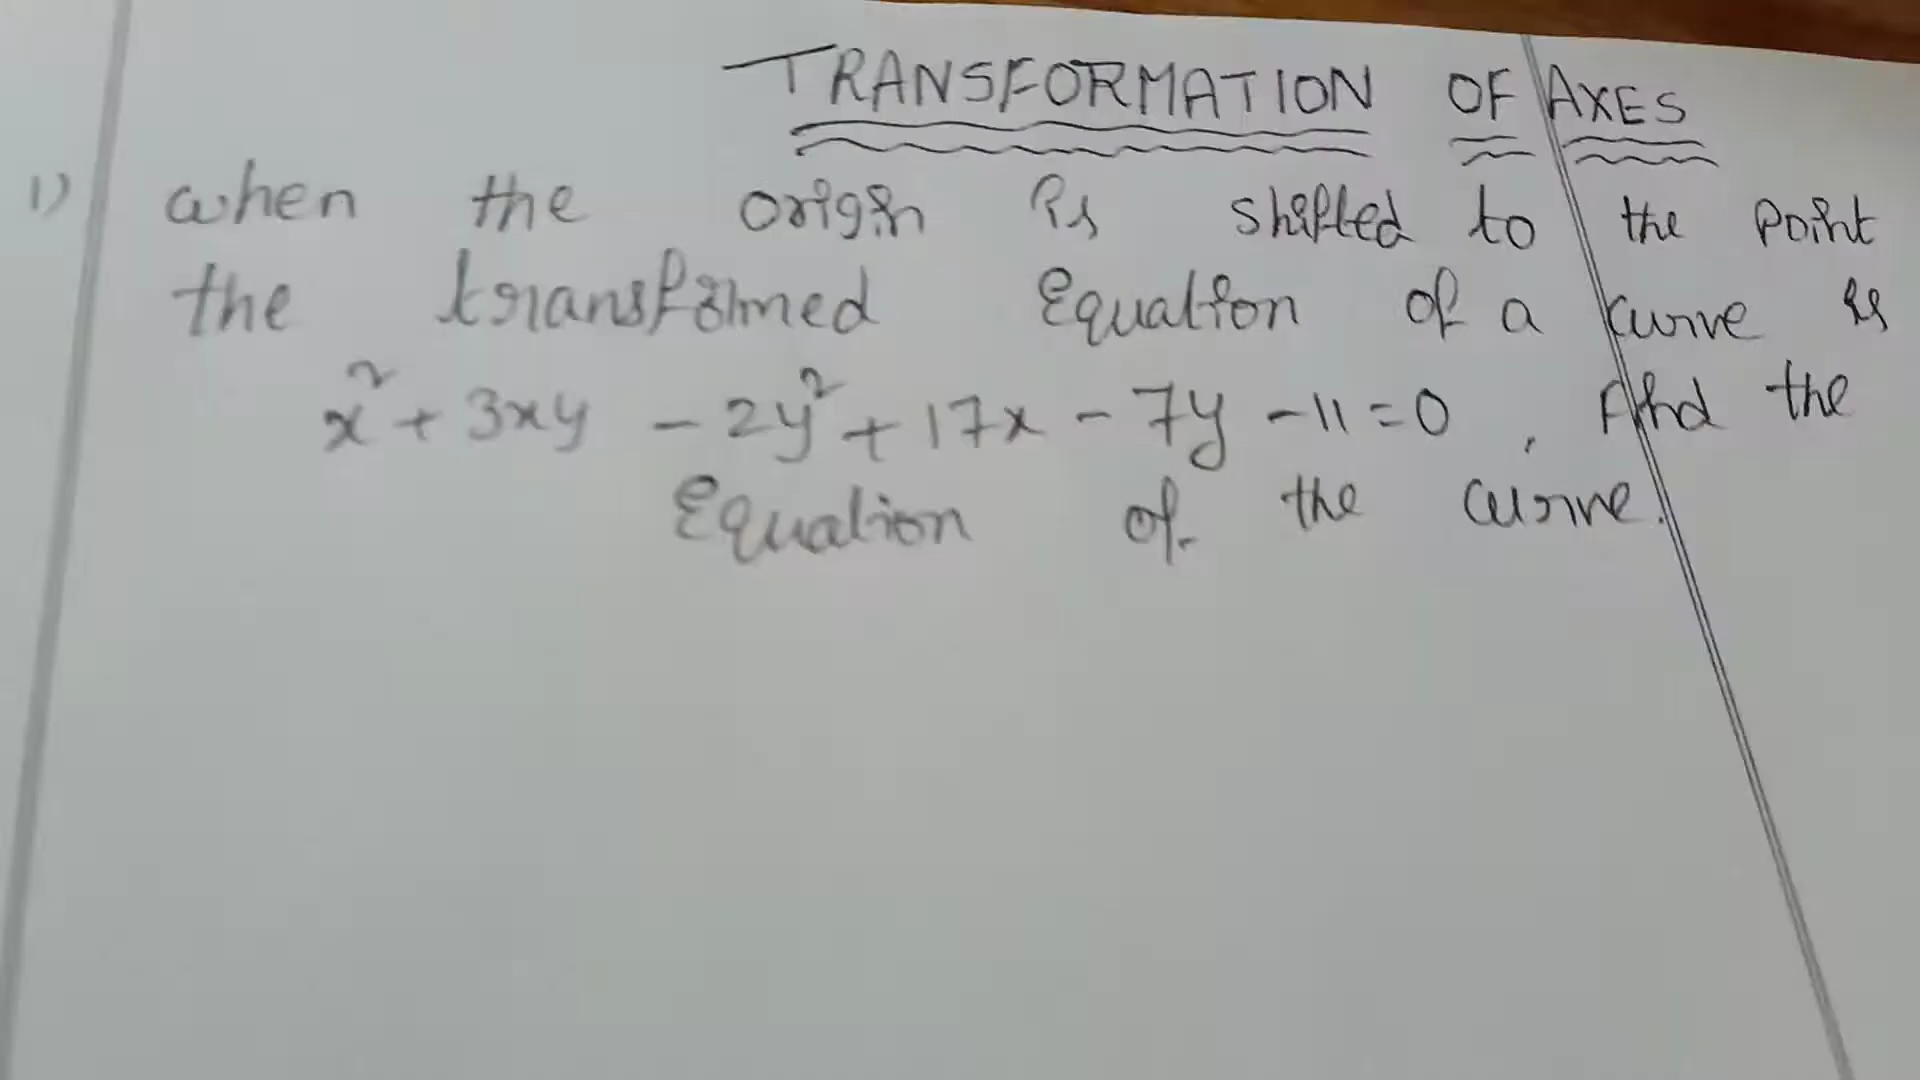 TRANSFORMATION OF AXES
1) when the origin is shifted to the point
the transformed Equation of a curve is
x²+3xy -2y²+17x-7y-11=0, Find the
Equation of the curve.